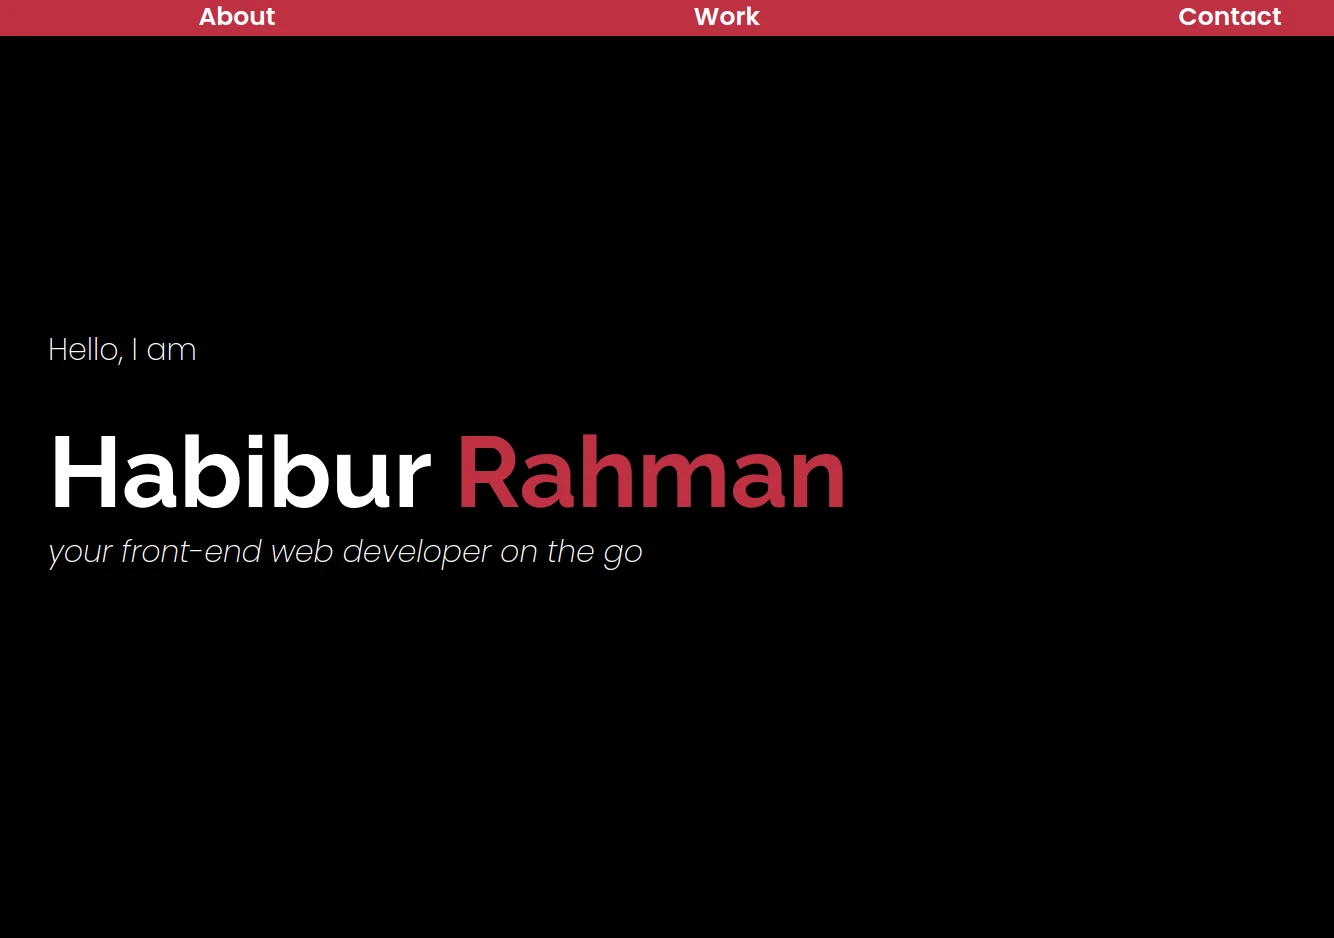 About Work Contact
Hello, I am
Habibur Rahman
your front-end web developer on the go